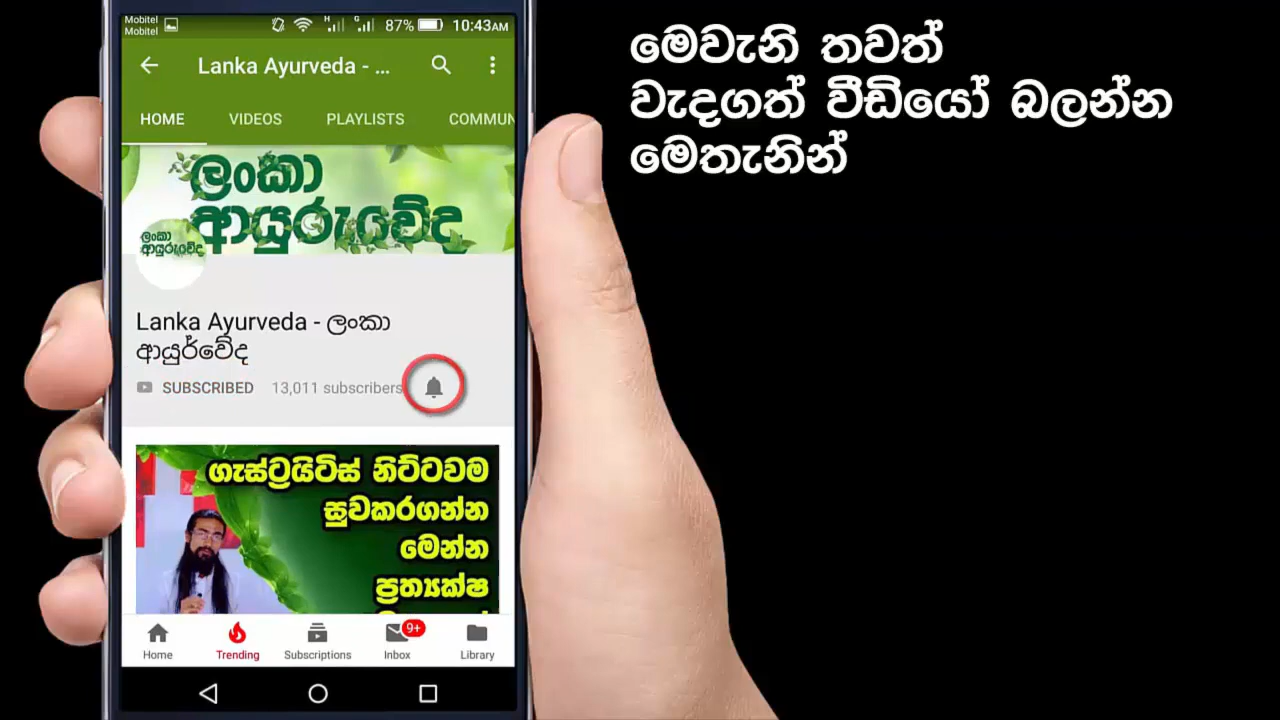 Mobitel
Mobitel
H
G
87%
10:43AM
Lanka Ayurveda - ...
HOME
VIDEOS
PLAYLISTS
COMMUN
ලංකා
ආයුරුවේද
ලංකා
ආයුරුවේද
Lanka Ayurveda - ලංකා
ආයුර්වේද
SUBSCRIBED
13,011 subscribers
ගැස්ට්‍රයිටිස් නිට්ටවම
සුවකරගන්න
මෙන්න
ප්‍රත්‍යක්ෂ
9+
Home
Trending
Subscriptions
Inbox
Library
මෙවැනි තවත්
වැදගත් වීඩියෝ බලන්න
මෙතැනින්